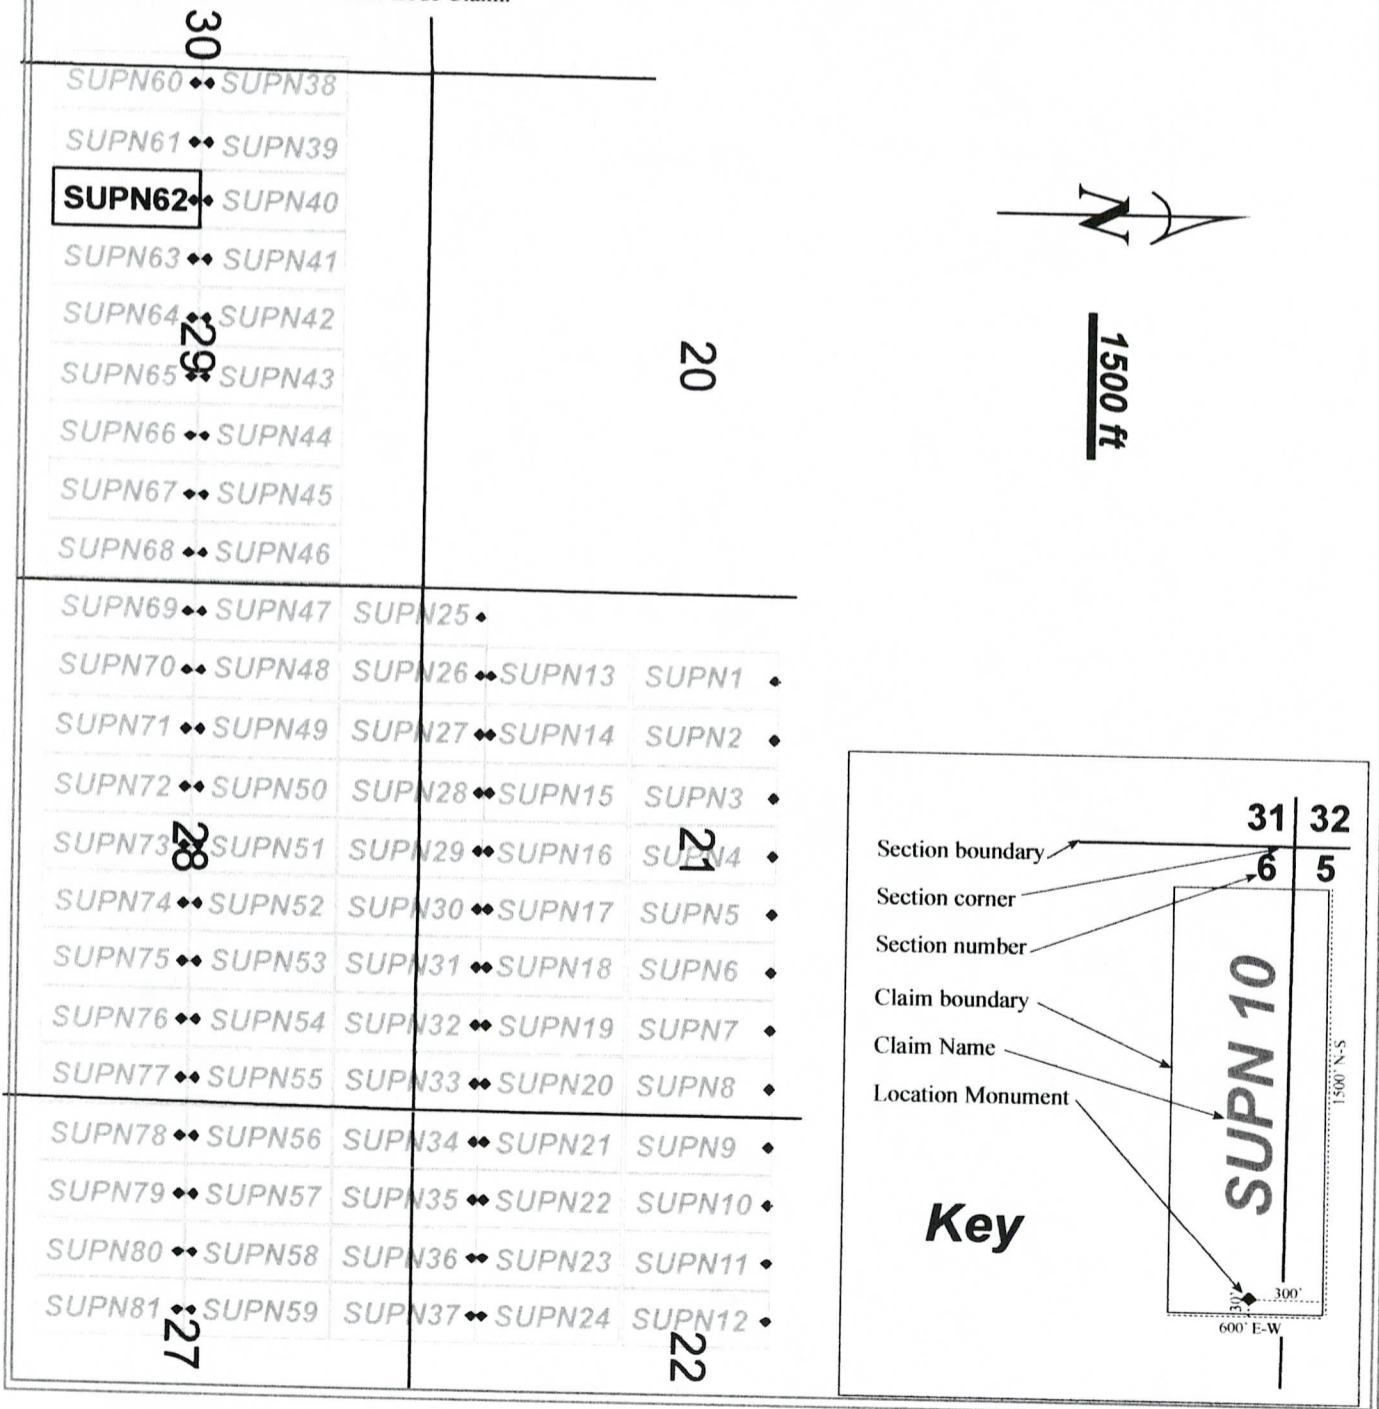 30
SUPN60 SUPN38
SUPN61 SUPN39
SUPN62 SUPN40
SUPN63 SUPN41
SUPN64 SUPN42
29
SUPN65 SUPN43
SUPN66 SUPN44
SUPN67 SUPN45
SUPN68 SUPN46
20
N
1500 ft
SUPN69 SUPN47 SUPN25
SUPN70 SUPN48 SUPN26 SUPN13 SUPN1
SUPN71 SUPN49 SUPN27 SUPN14 SUPN2
SUPN72 SUPN50 SUPN28 SUPN15 SUPN3
SUPN73 SUPN51 SUPN29 SUPN16 SUPN4
28
21
SUPN74 SUPN52 SUPN30 SUPN17 SUPN5
SUPN75 SUPN53 SUPN31 SUPN18 SUPN6
SUPN76 SUPN54 SUPN32 SUPN19 SUPN7
SUPN77 SUPN55 SUPN33 SUPN20 SUPN8
SUPN78 SUPN56 SUPN34 SUPN21 SUPN9
SUPN79 SUPN57 SUPN35 SUPN22 SUPN10
SUPN80 SUPN58 SUPN36 SUPN23 SUPN11
SUPN81 SUPN59 SUPN37 SUPN24 SUPN12
27
22
31 32
6 5
Section boundary
Section corner
Section number
Claim boundary
Claim Name
Location Monument
SUPN 10
1500' N-S
300'
30'
600' E-W
Key